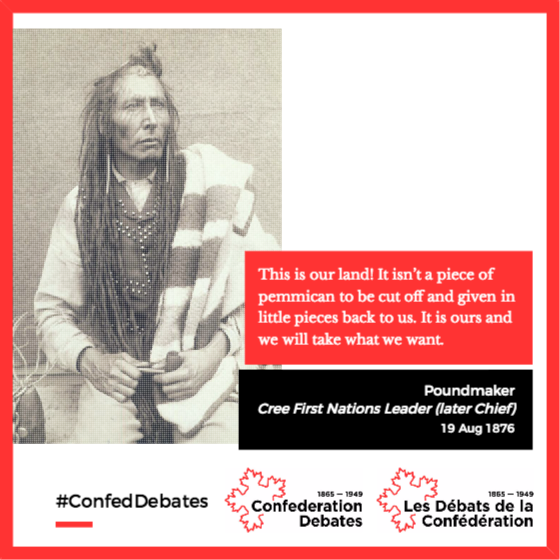 This is our land! It isn't a piece of
pemmican to be cut off and given in
little pieces back to us. It is ours and
we will take what we want.
Poundmaker
Cree First Nations Leader (later Chief)
19 Aug 1876
#ConfedDebates
1865 — 1949
Confederation
Debates
1865 — 1949
Les Débats de la
Confédération